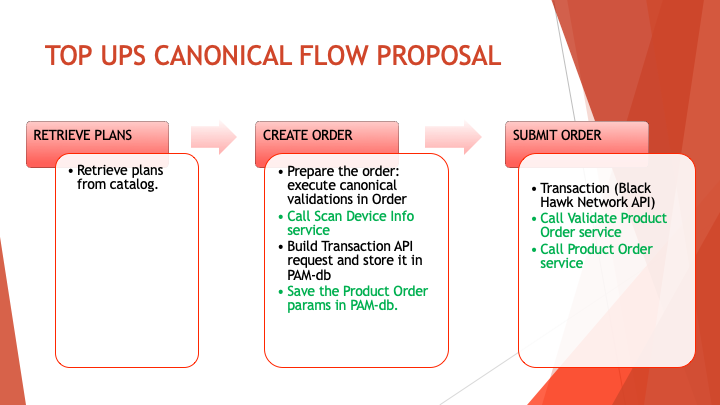 TOP UPS CANONICAL FLOW PROPOSAL
RETRIEVE PLANS
• Retrieve plans
from catalog.
CREATE ORDER
• Prepare the order:
execute canonical
validations in Order
• Call Scan Device Info
service
• Build Transaction API
request and store it in
PAM-db
• Save the Product Order
params in PAM-db.
SUBMIT ORDER
• Transaction (Black
Hawk Network API)
• Call Validate Product
Order service
• Call Product Order
service